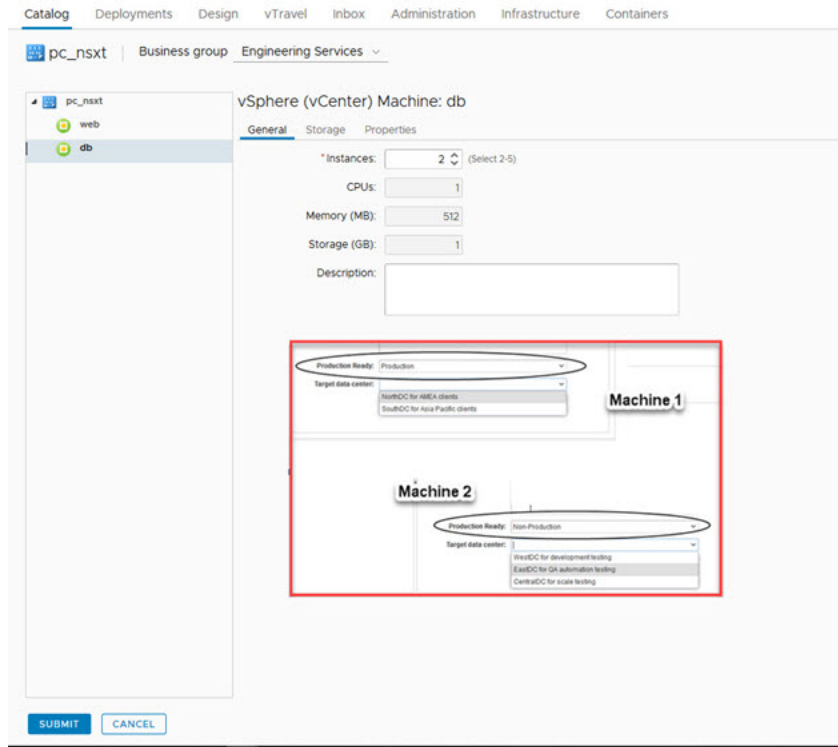 Catalog Deployments Design vTravel Inbox Administration Infrastructure Containers
pc_nsxt Business group Engineering Services
pc_nsxt
web
db
vSphere (vCenter) Machine: db
General Storage Properties
*Instances: 2 (Select 2-5)
CPUs: 1
Memory (MB): 512
Storage (GB): 1
Description:
Production Ready: Production
Target data center:
NorthDC for AMEA clients
SouthDC for Asia Pacific clients
Machine 1
Machine 2
Production Ready: Non-Production
Target data center:
WestDC for development testing
EastDC for QA automation testing
CentralDC for scale testing
SUBMIT CANCEL